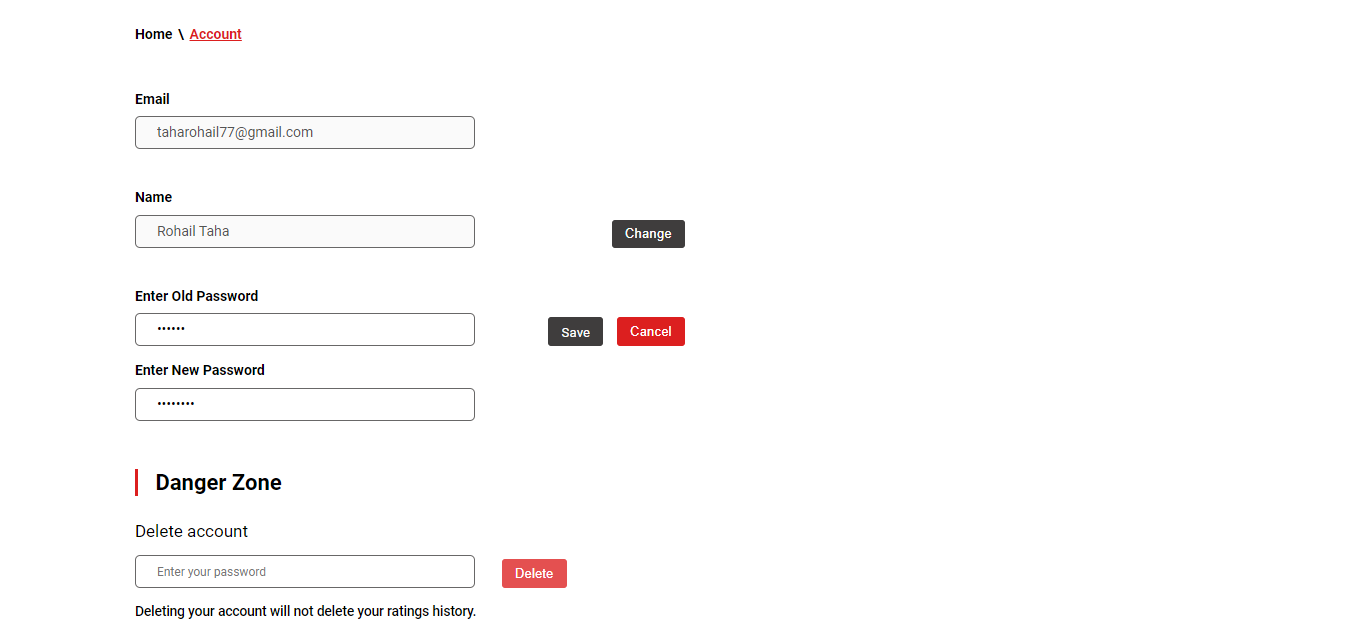 Home \ Account
Email
taharohail77@gmail.com
Name
Rohail Taha
Change
Enter Old Password
••••••
Save
Cancel
Enter New Password
••••••••
Danger Zone
Delete account
Enter your password
Delete
Deleting your account will not delete your ratings history.